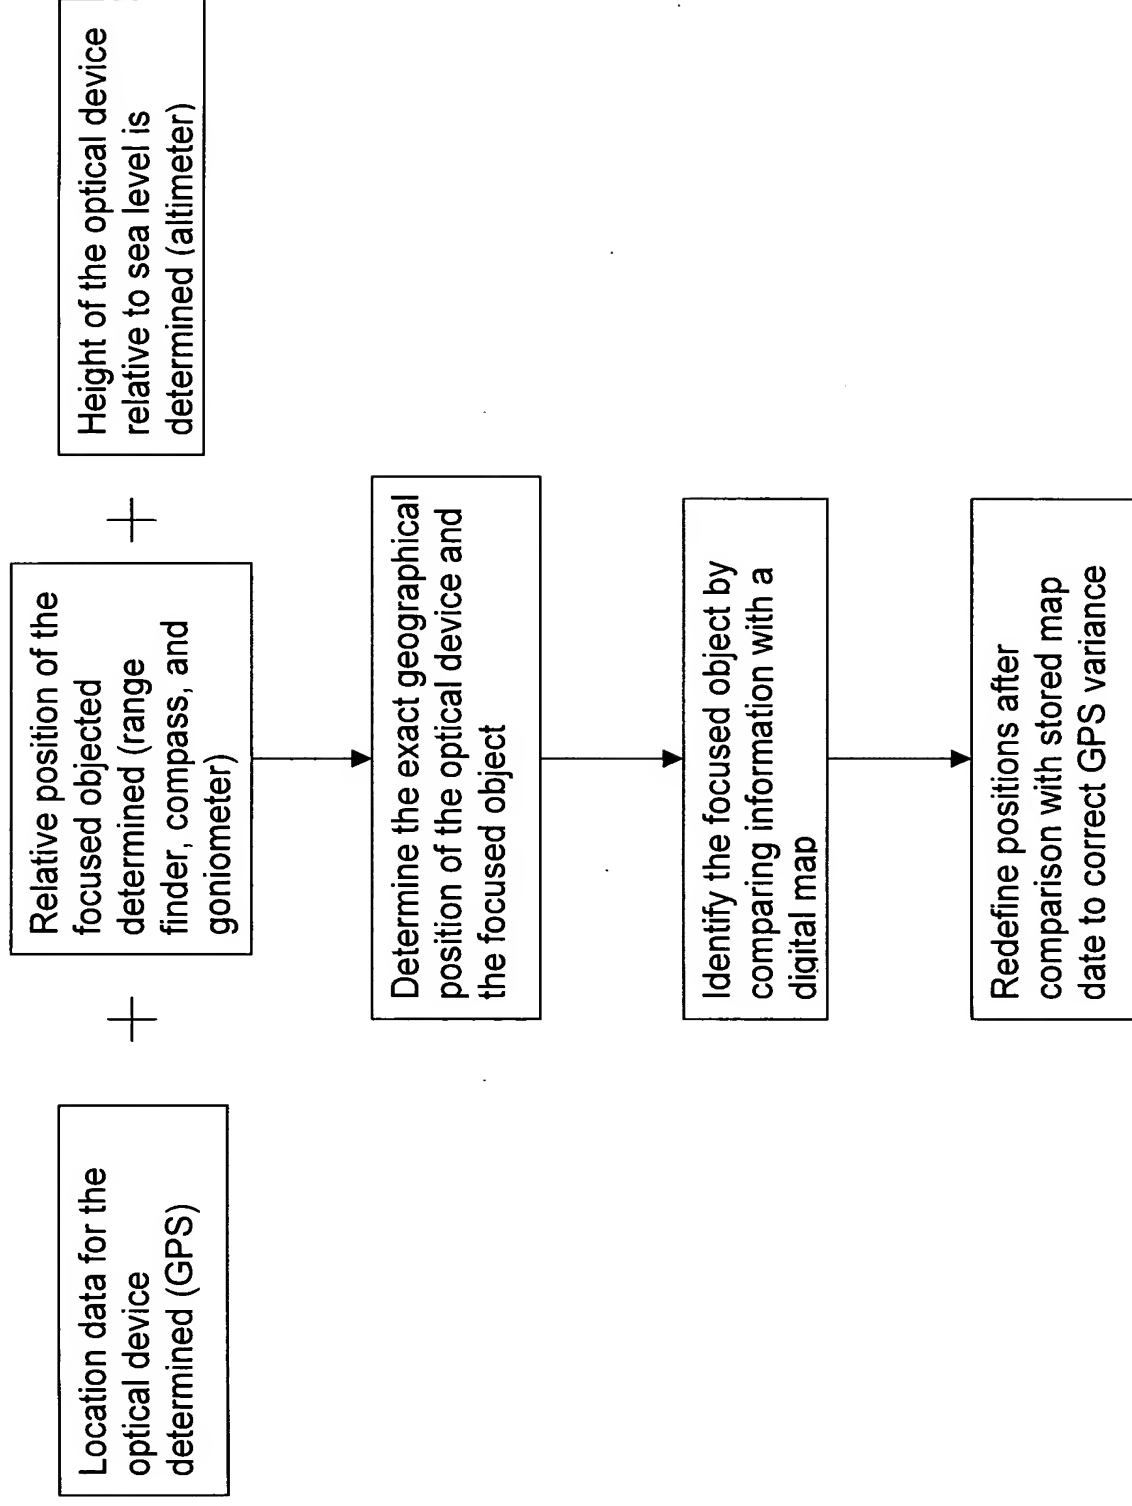 Location data for the
optical device
determined (GPS)
+
Relative position of the
focused objected
determined (range
finder, compass, and
goniometer)
+
Height of the optical device
relative to sea level is
determined (altimeter)
Determine the exact geographical
position of the optical device and
the focused object
Identify the focused object by
comparing information with a
digital map
Redefine positions after
comparison with stored map
date to correct GPS variance